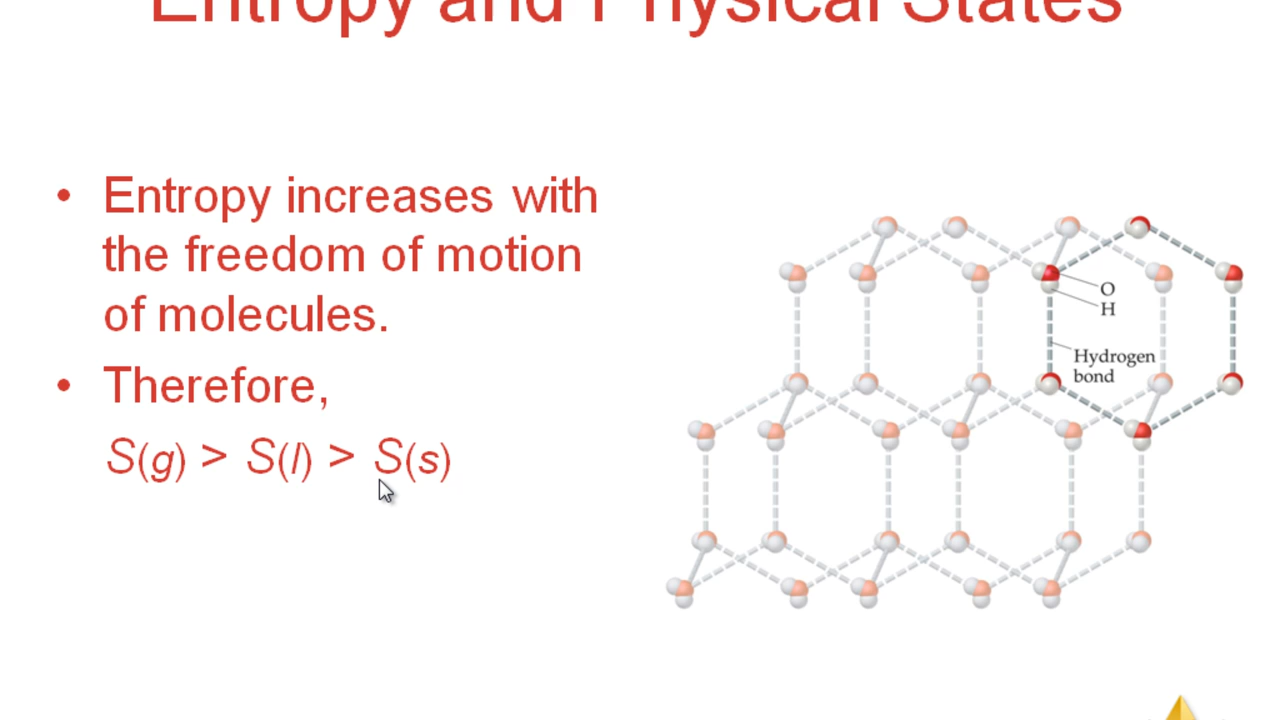 Entropy and Physical States
• Entropy increases with
the freedom of motion
of molecules.
• Therefore,
S(g) > S(l) > S(s)
O
H
Hydrogen
bond